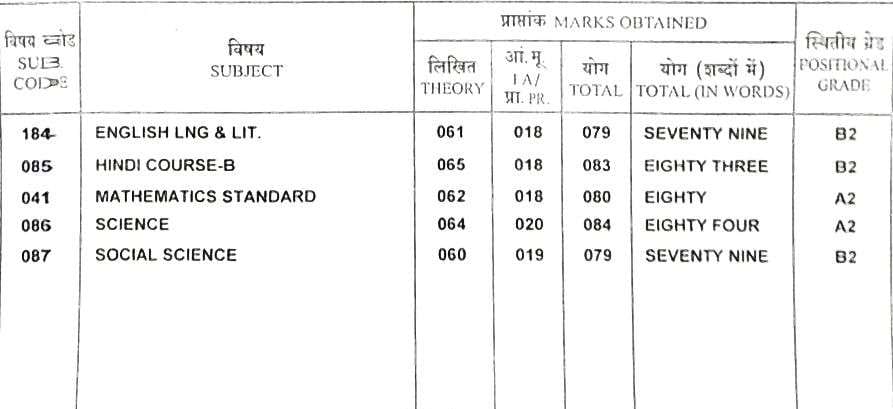 प्राप्तांक MARKS OBTAINED
विषय कोड SUB. CODE
विषय SUBJECT
लिखित THEORY
आं.मू. IA/ प्रा. PR.
योग TOTAL
योग (शब्दों में) TOTAL (IN WORDS)
स्थितीय ग्रेड POSITIONAL GRADE
184 ENGLISH LNG & LIT. 061 018 079 SEVENTY NINE B2
085 HINDI COURSE-B 065 018 083 EIGHTY THREE B2
041 MATHEMATICS STANDARD 062 018 080 EIGHTY A2
086 SCIENCE 064 020 084 EIGHTY FOUR A2
087 SOCIAL SCIENCE 060 019 079 SEVENTY NINE B2